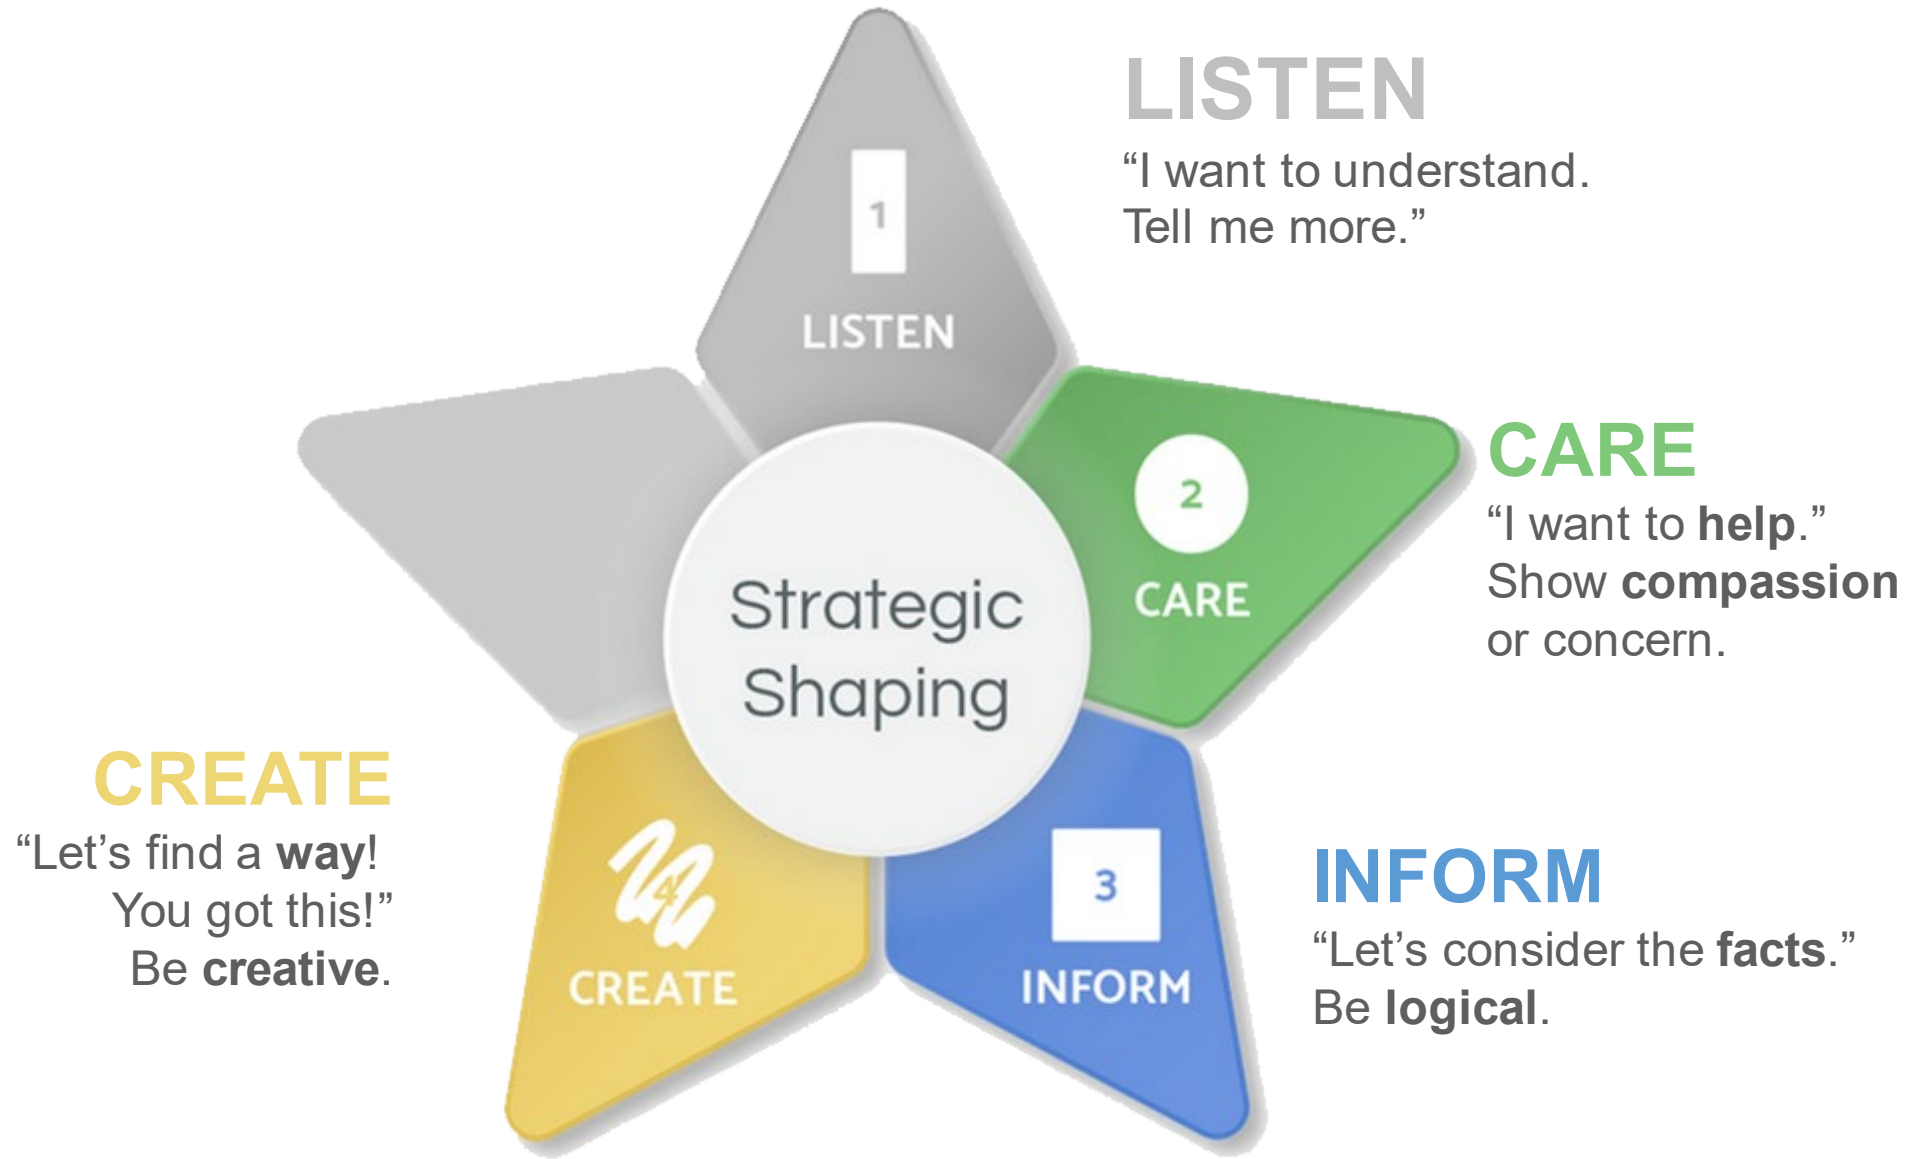 LISTEN
“I want to understand.
Tell me more.”
1
LISTEN
CARE
“I want to help.”
Show compassion
or concern.
2
CARE
Strategic
Shaping
CREATE
“Let’s find a way!
You got this!”
Be creative.
4
CREATE
3
INFORM
INFORM
“Let’s consider the facts.”
Be logical.